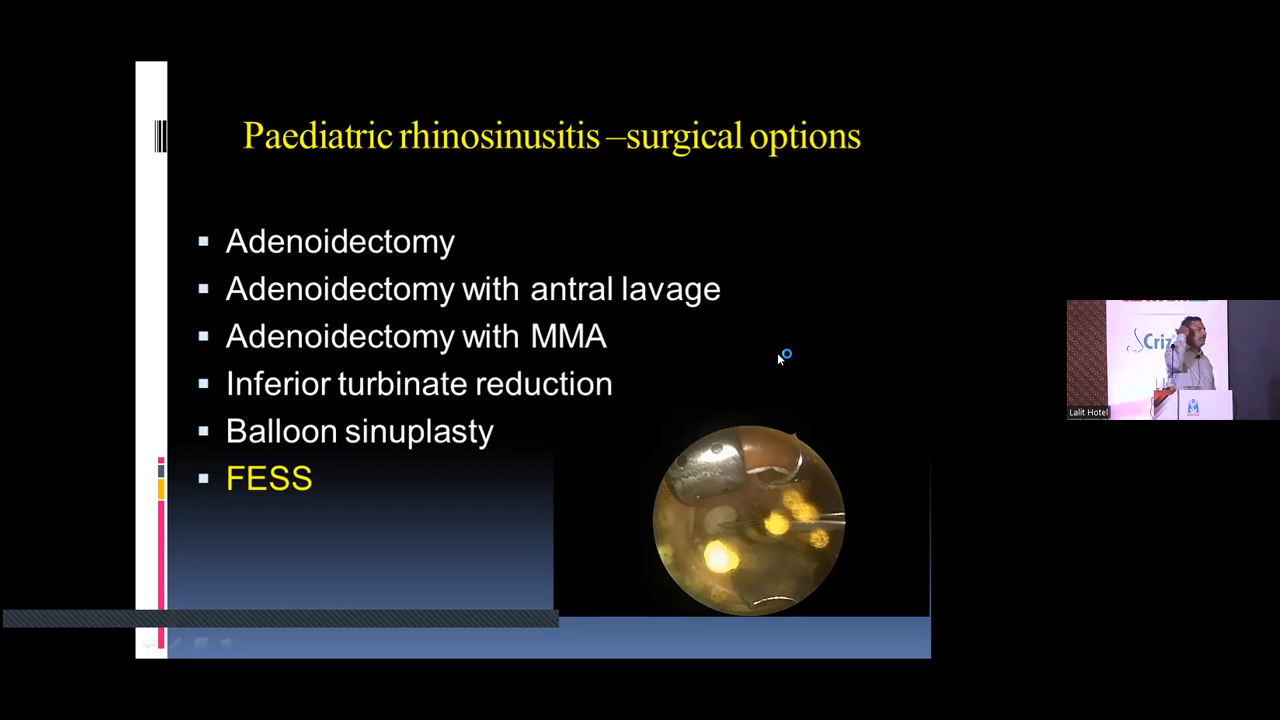 Paediatric rhinosinusitis –surgical options
Adenoidectomy
Adenoidectomy with antral lavage
Adenoidectomy with MMA
Inferior turbinate reduction
Balloon sinuplasty
FESS
Lalit Hotel